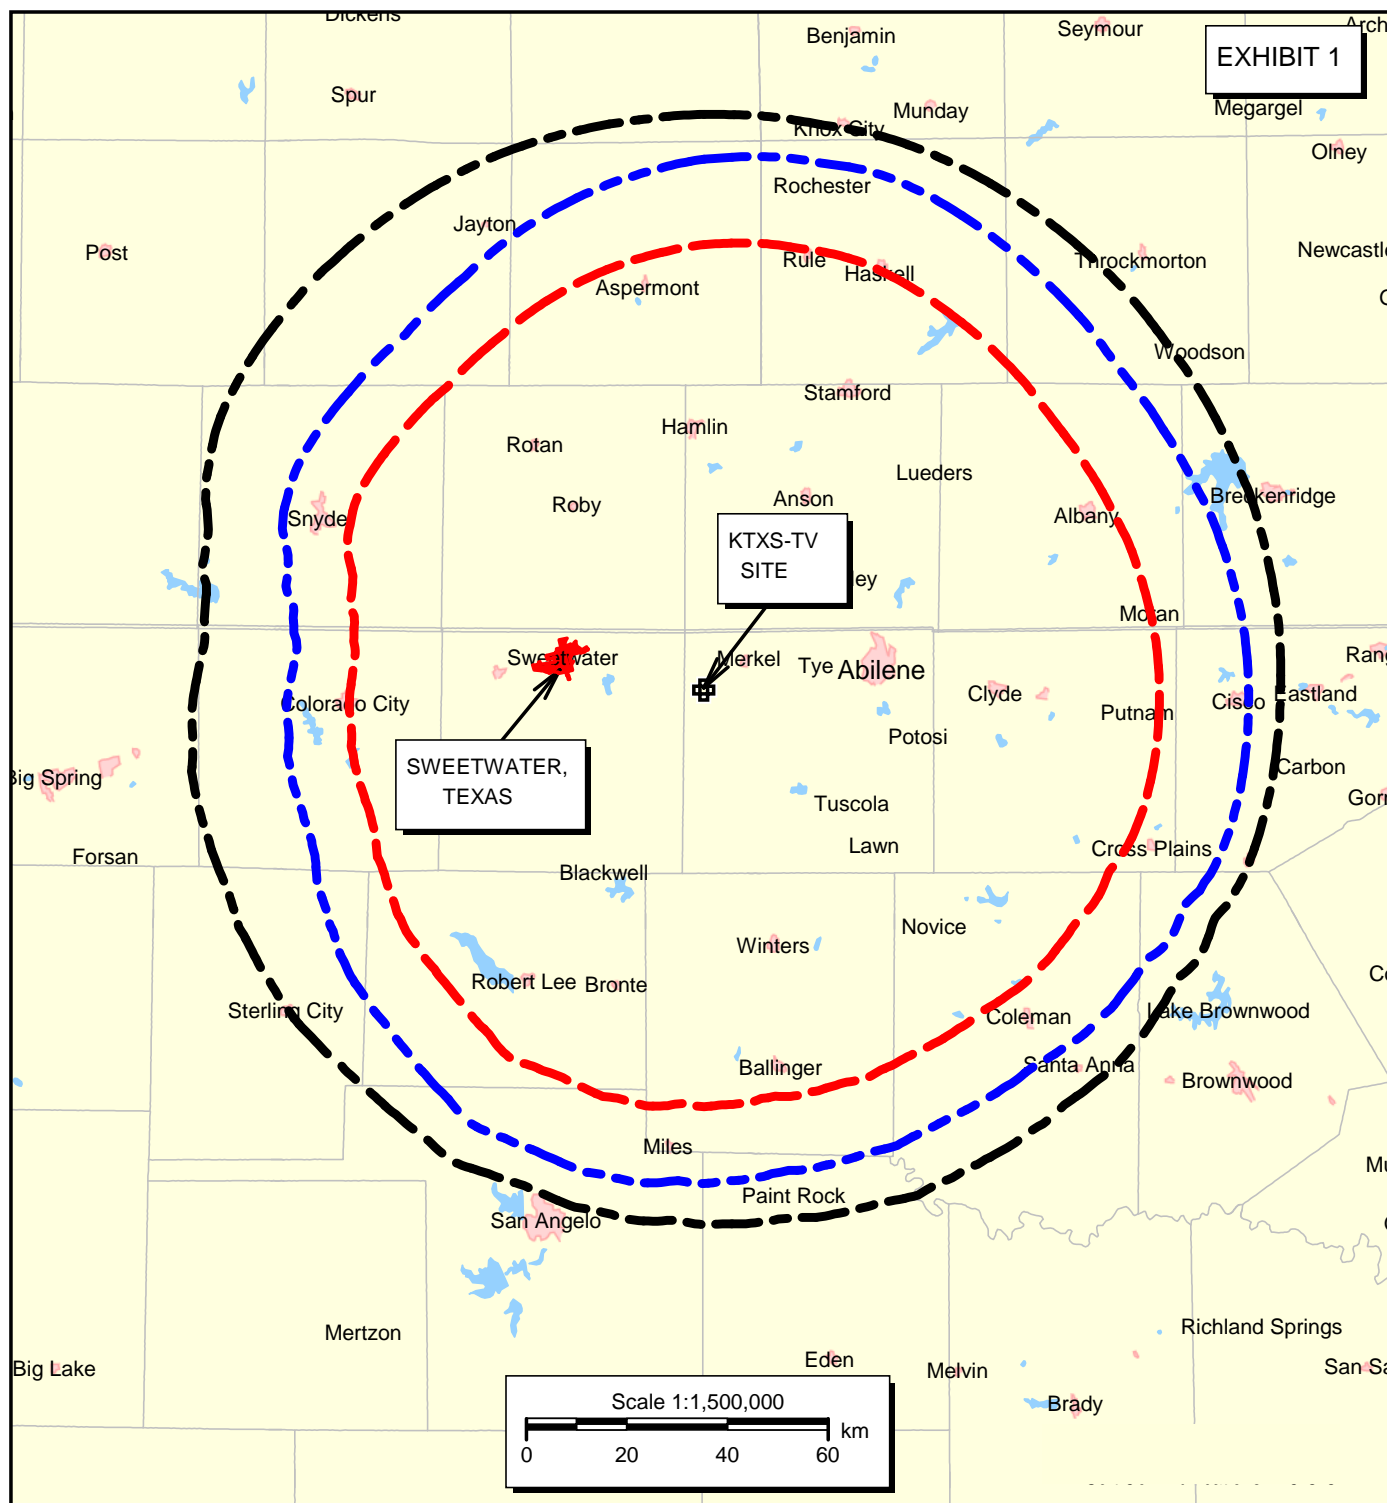 Dickens
Benjamin
Seymour
EXHIBIT 1
Spur
Munday
Megargel
Knox City
Olney
Rochester
Jayton
Post
Rule
Haskell
Throckmorton
Aspermont
Woodson
Stamford
Hamlin
Rotan
Lueders
Breckenridge
Roby
Anson
Albany
KTXS-TV
SITE
Moran
Sweetwater
Merkel
Tye
Abilene
Clyde
Eastland
Colorado City
Putnam
Cisco
Potosi
SWEETWATER,
TEXAS
Carbon
Big Spring
Tuscola
Lawn
Cross Plains
Forsan
Blackwell
Novice
Winters
Robert Lee
Bronte
Sterling City
Coleman
Lake Brownwood
Ballinger
Santa Anna
Brownwood
Miles
Paint Rock
San Angelo
Mertzon
Richland Springs
Big Lake
Eden
Melvin
Brady
Scale 1:1,500,000
km
0 20 40 60